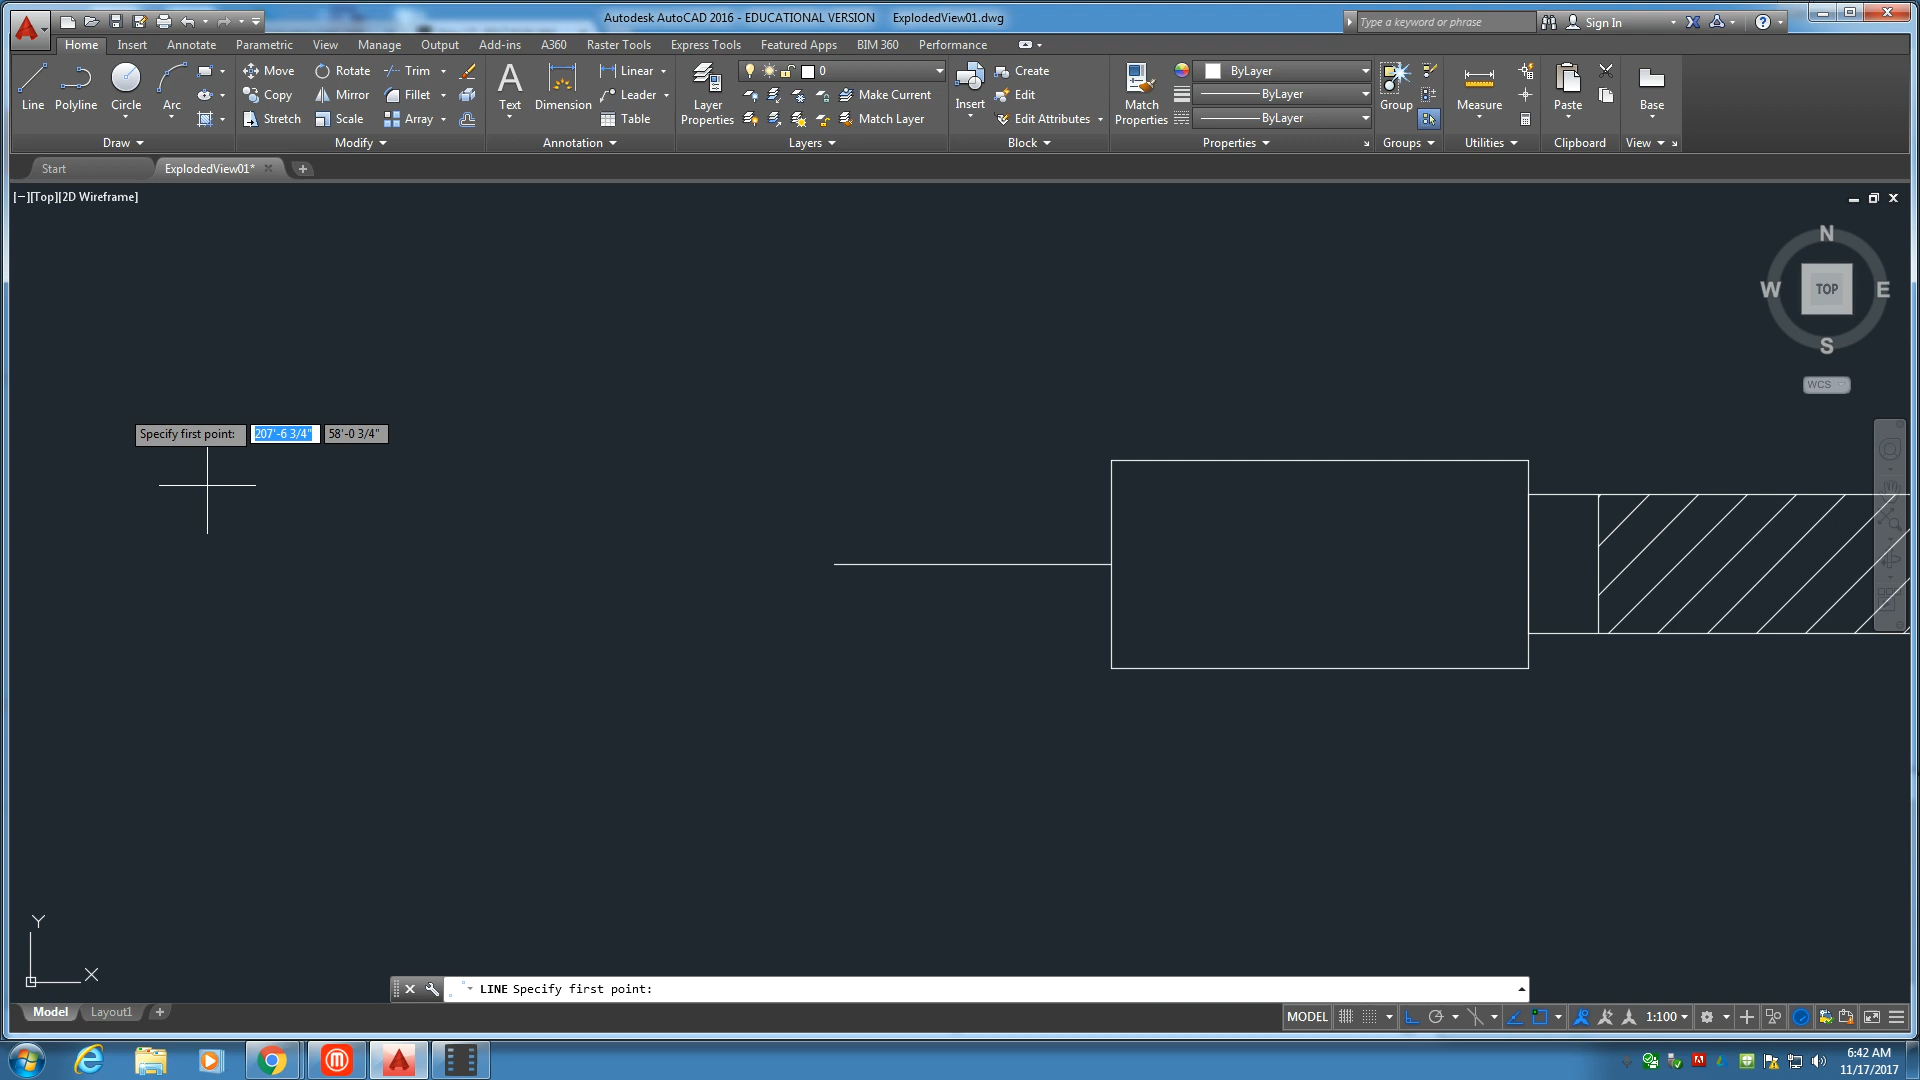 Autodesk AutoCAD 2016 - EDUCATIONAL VERSION ExplodedView01.dwg
Type a keyword or phrase
Sign In
Home Insert Annotate Parametric View Manage Output Add-ins A360 Raster Tools Express Tools Featured Apps BIM 360 Performance
Line Polyline Circle Arc
Move Rotate Trim
Copy Mirror Fillet
Stretch Scale Array
Text Dimension
Linear
Leader
Table
Layer Properties
0
Make Current
Match Layer
Insert
Create
Edit
Edit Attributes
Match Properties
ByLayer
ByLayer
ByLayer
Group
Measure
Paste
Base
Draw Modify Annotation Layers Block Properties Groups Utilities Clipboard View
Start ExplodedView01*
[−][Top][2D Wireframe]
N
W TOP E
S
WCS
Specify first point: 207'-6 3/4" 58'-0 3/4"
Y
X
LINE Specify first point:
Model Layout1
MODEL 1:100
6:42 AM
11/17/2017